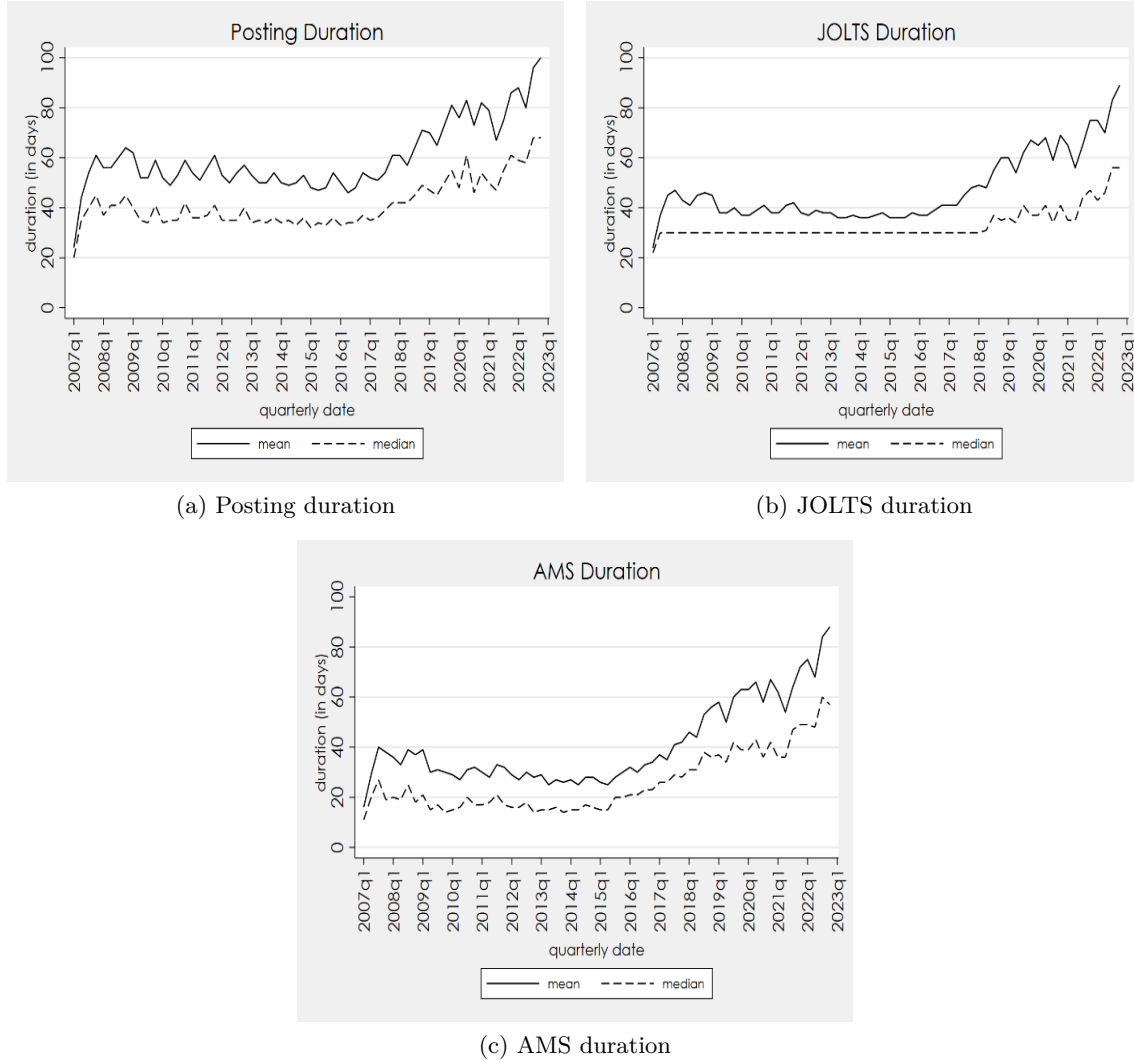 Posting Duration
duration (in days)
0 20 40 60 80 100
2007q1 2008q1 2009q1 2010q1 2011q1 2012q1 2013q1 2014q1 2015q1 2016q1 2017q1 2018q1 2019q1 2020q1 2021q1 2022q1 2023q1
quarterly date
mean median
(a) Posting duration
JOLTS Duration
duration (in days)
0 20 40 60 80 100
2007q1 2008q1 2009q1 2010q1 2011q1 2012q1 2013q1 2014q1 2015q1 2016q1 2017q1 2018q1 2019q1 2020q1 2021q1 2022q1 2023q1
quarterly date
mean median
(b) JOLTS duration
AMS Duration
duration (in days)
0 20 40 60 80 100
2007q1 2008q1 2009q1 2010q1 2011q1 2012q1 2013q1 2014q1 2015q1 2016q1 2017q1 2018q1 2019q1 2020q1 2021q1 2022q1 2023q1
quarterly date
mean median
(c) AMS duration